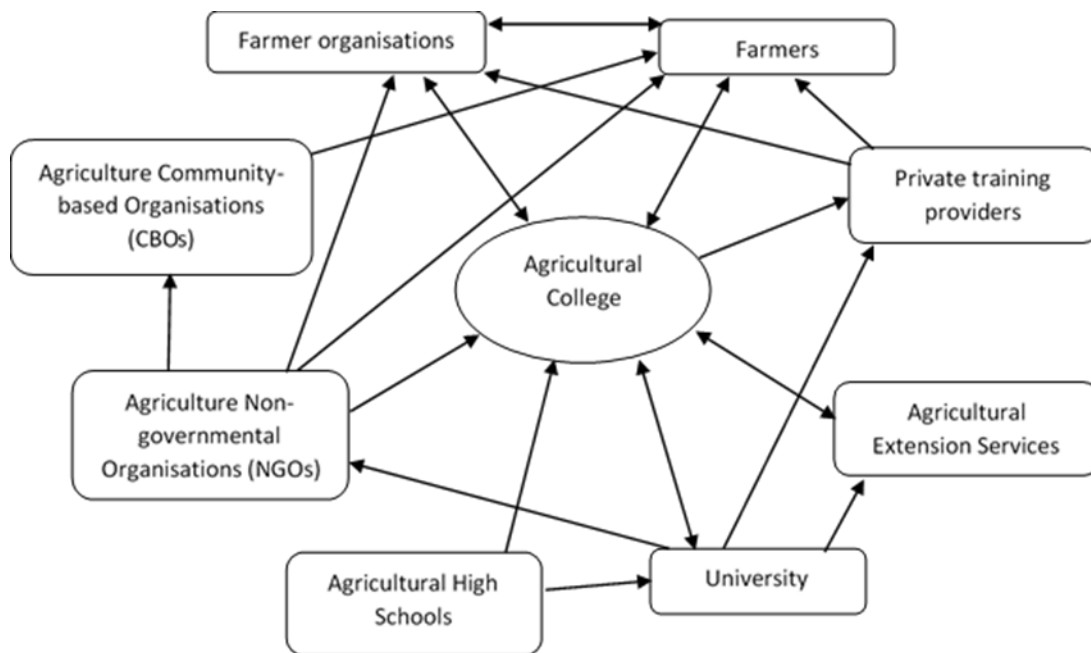 Farmer organisations
Farmers
Agriculture Community-
based Organisations
(CBOs)
Private training
providers
Agricultural
College
Agriculture Non-
governmental
Organisations (NGOs)
Agricultural
Extension Services
Agricultural High
Schools
University